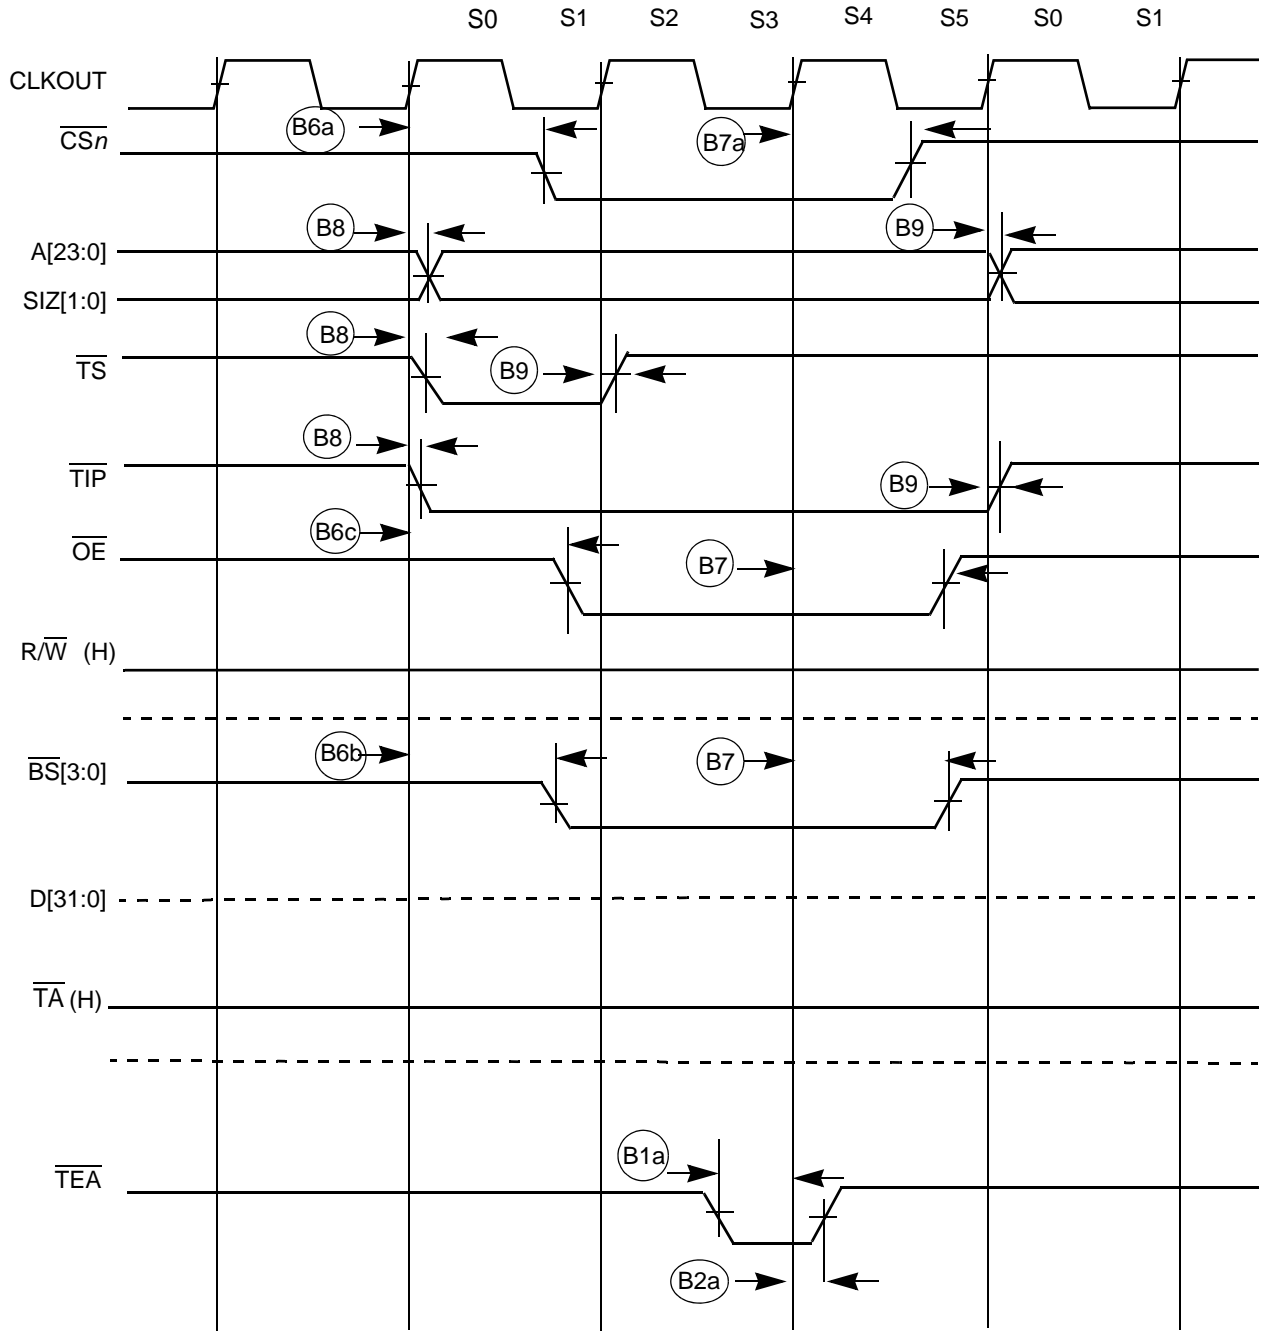 S0 S1 S2 S3 S4 S5 S0 S1
CLKOUT
B6a
B7a
CSn
B8
B9
A[23:0]
SIZ[1:0]
B8
B9
TS
B8
TIP
B9
B6c
OE
B7
R/W (H)
B6b
B7
BS[3:0]
D[31:0]
TA (H)
B1a
TEA
B2a